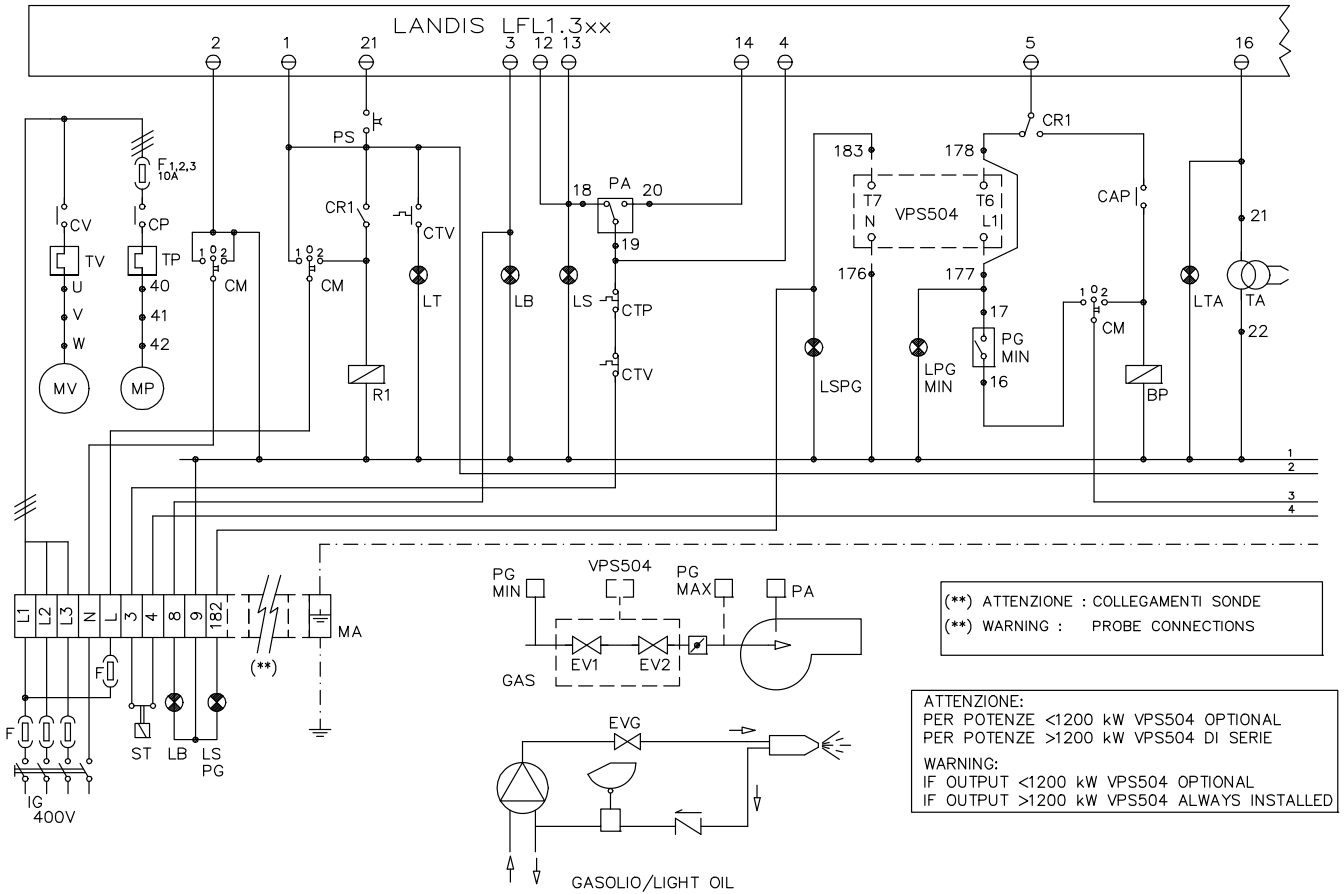 LANDIS LFL1.3xx
2 1 21 3 12 13 14 4 5 16
PS
F1,2,3
10A
CR1
183 178
PA
18 20
CAP
T7 T6
VPS504
N L1
CR1
CV CP CTV
19
21
TV TP
1 0 2 1 0 2
176 177
U 40
CM CM
LT LB LS
CTP
LTA TA
V 41
17
1 0 2
CM
W 42
22
CTV
LSPG
LPG
MIN
PG
MIN
16
MV MP
R1
BP
1
2
3
4
L1 L2 L3 N L 3 4 8 9 182
MA
(**)
F
F
ST LB LS
PG
IG
400V
PG
MIN
VPS504
PG
MAX
PA
EV1 EV2
GAS
EVG
GASOLIO/LIGHT OIL
(**) ATTENZIONE : COLLEGAMENTI SONDE
(**) WARNING : PROBE CONNECTIONS
ATTENZIONE:
PER POTENZE <1200 kW VPS504 OPTIONAL
PER POTENZE >1200 kW VPS504 DI SERIE
WARNING:
IF OUTPUT <1200 kW VPS504 OPTIONAL
IF OUTPUT >1200 kW VPS504 ALWAYS INSTALLED